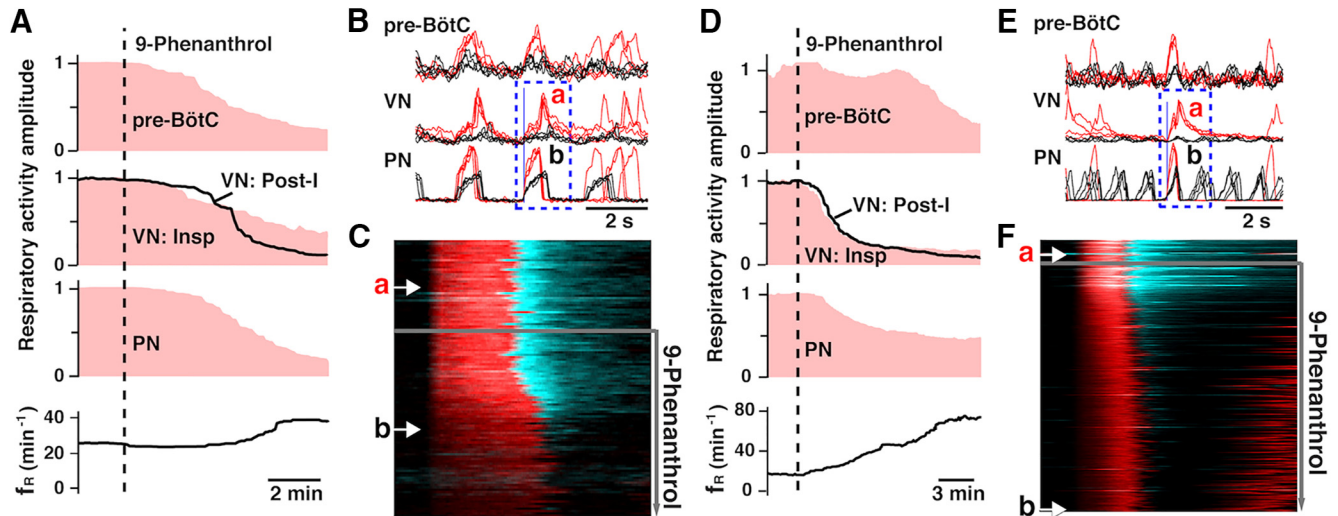 A
9-Phenanthrol
Respiratory activity amplitude
1
pre-BötC
0
1
VN: Post-I
VN: Insp
0
1
PN
0
40
20
0
fR (min-1)
2 min
B
pre-BötC
VN
a
PN
b
2 s
C
a
b
9-Phenanthrol
D
9-Phenanthrol
Respiratory activity amplitude
1
pre-BötC
0
1
VN: Post-I
VN: Insp
0
1
PN
0
80
40
0
fR (min-1)
3 min
E
pre-BötC
VN
a
PN
b
2 s
F
a
b
9-Phenanthrol